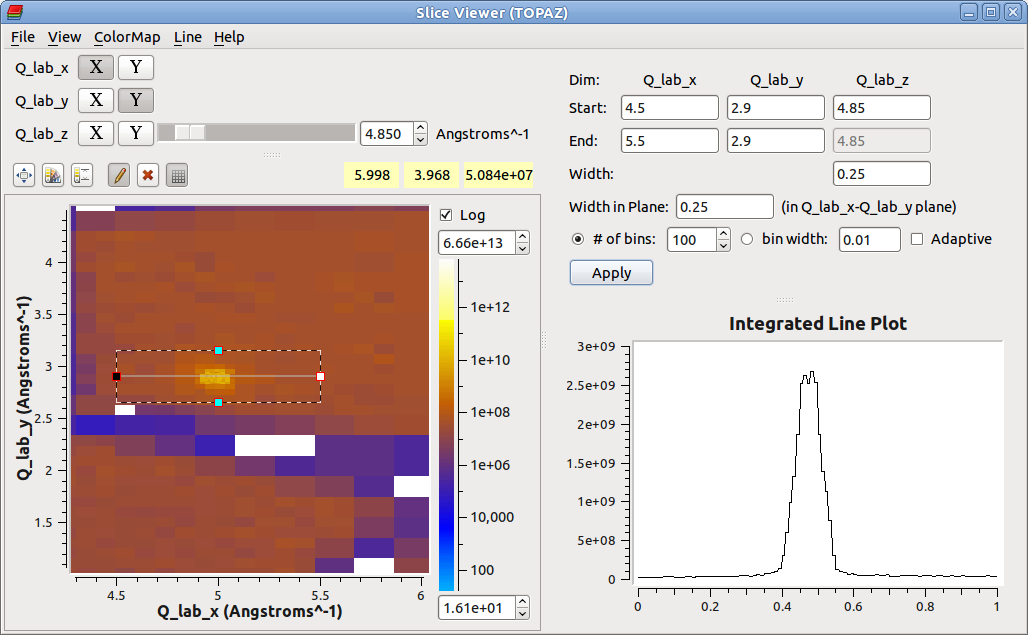 Slice Viewer (TOPAZ)
File View ColorMap Line Help
Q_lab_x X Y
Q_lab_y X Y
Q_lab_z X Y 4.850 Angstroms^-1
5.998 3.968 5.084e+07
Log
6.66e+13
1e+12
1e+10
1e+08
1e+06
10,000
100
1.61e+01
Q_lab_y (Angstroms^-1)
4
3.5
3
2.5
2
1.5
4.5 5 5.5 6
Q_lab_x (Angstroms^-1)
Dim: Q_lab_x Q_lab_y Q_lab_z
Start: 4.5 2.9 4.85
End: 5.5 2.9 4.85
Width: 0.25
Width in Plane: 0.25 (in Q_lab_x-Q_lab_y plane)
# of bins: 100 bin width: 0.01 Adaptive
Apply
Integrated Line Plot
3e+09
2.5e+09
2e+09
1.5e+09
1e+09
5e+08
0
0 0.2 0.4 0.6 0.8 1